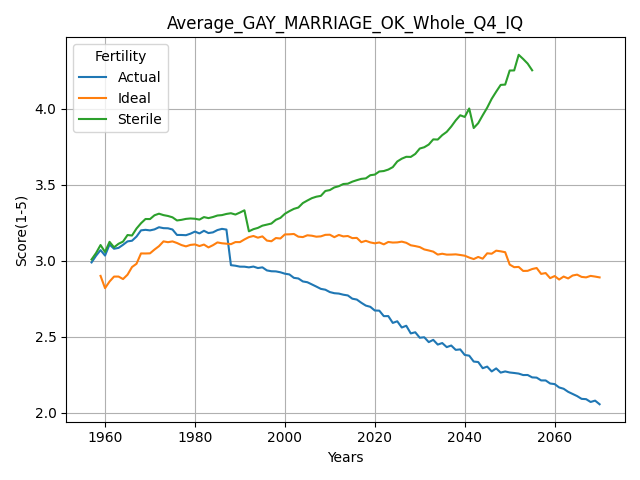 Average_GAY_MARRIAGE_OK_Whole_Q4_IQ
Fertility
Actual
Ideal
Sterile
Score(1-5)
4.0
3.5
3.0
2.5
2.0
1960 1980 2000 2020 2040 2060
Years